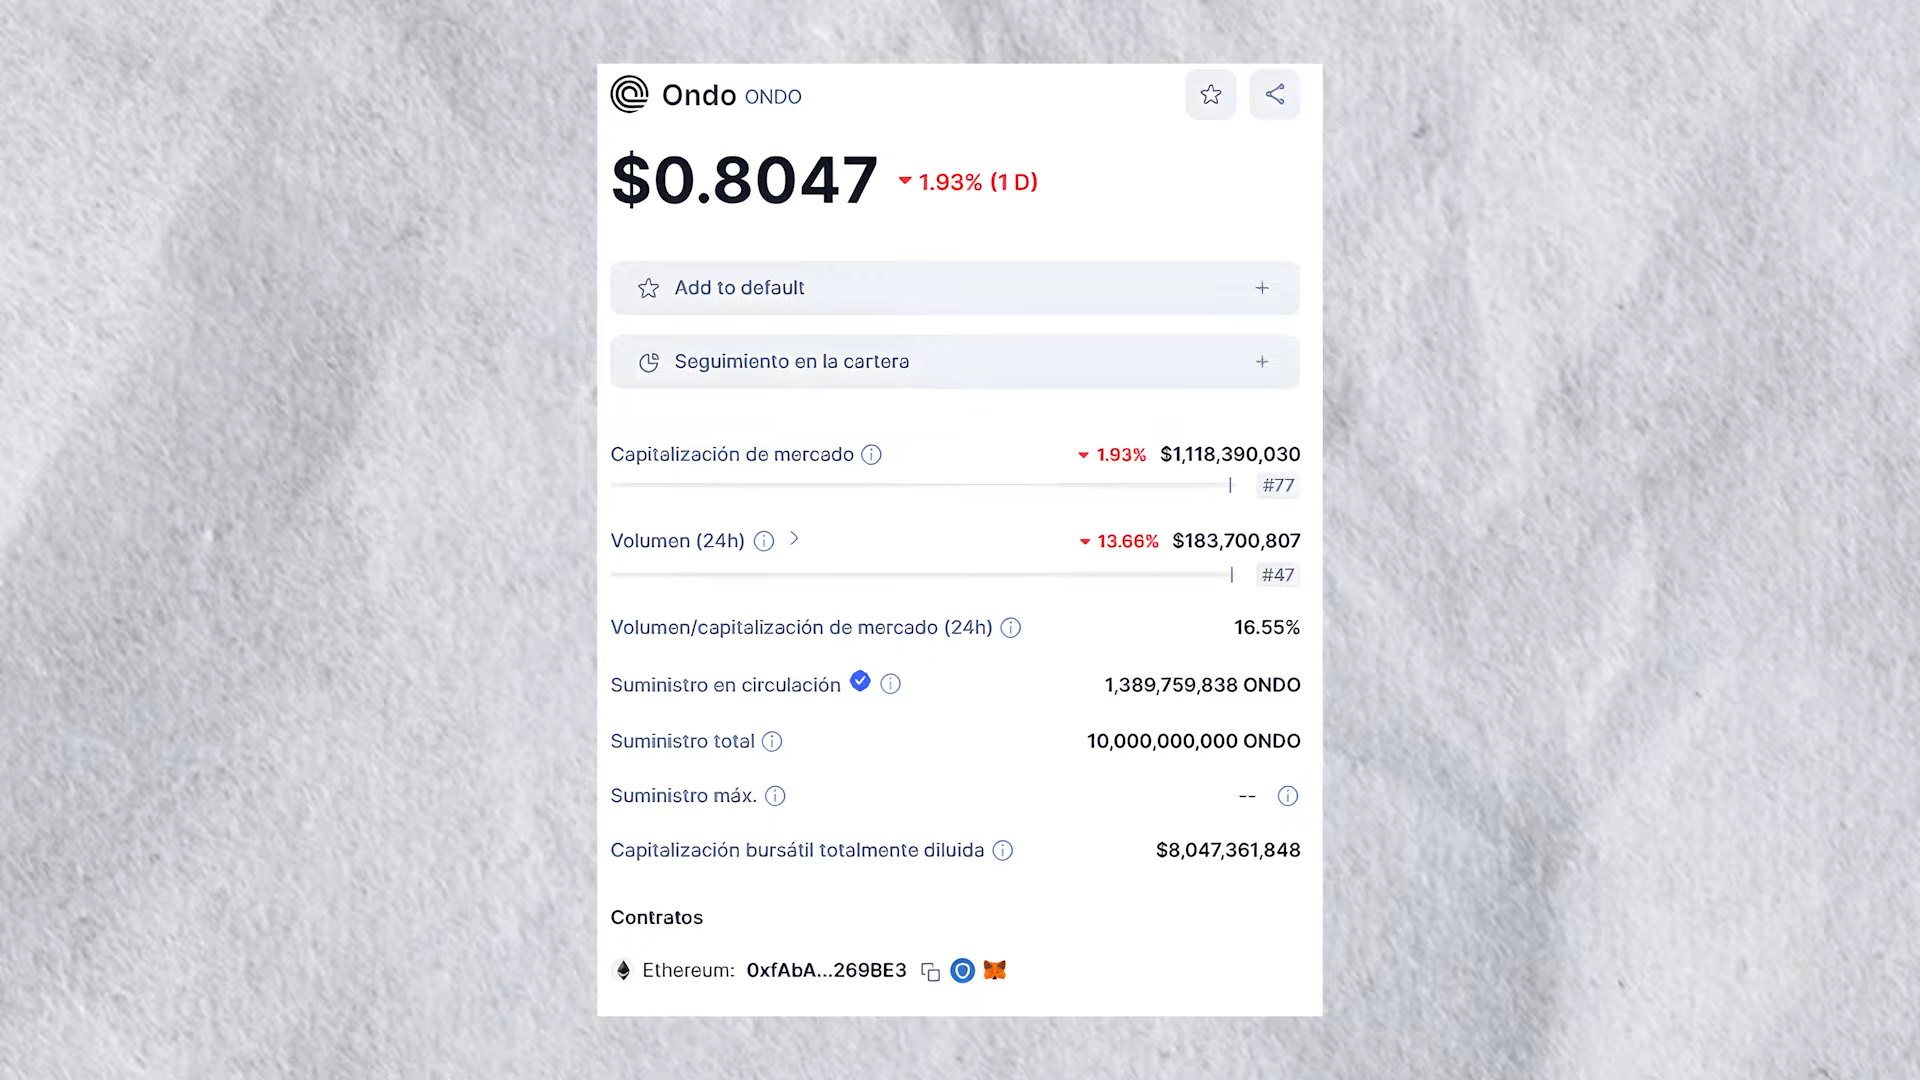 Ondo ONDO
$0.8047 1.93% (1 D)
Add to default +
Seguimiento en la cartera +
Capitalización de mercado 1.93% $1,118,390,030
#77
Volumen (24h) 13.66% $183,700,807
#47
Volumen/capitalización de mercado (24h) 16.55%
Suministro en circulación 1,389,759,838 ONDO
Suministro total 10,000,000,000 ONDO
Suministro máx. --
Capitalización bursátil totalmente diluida $8,047,361,848
Contratos
Ethereum: 0xfAbA...269BE3